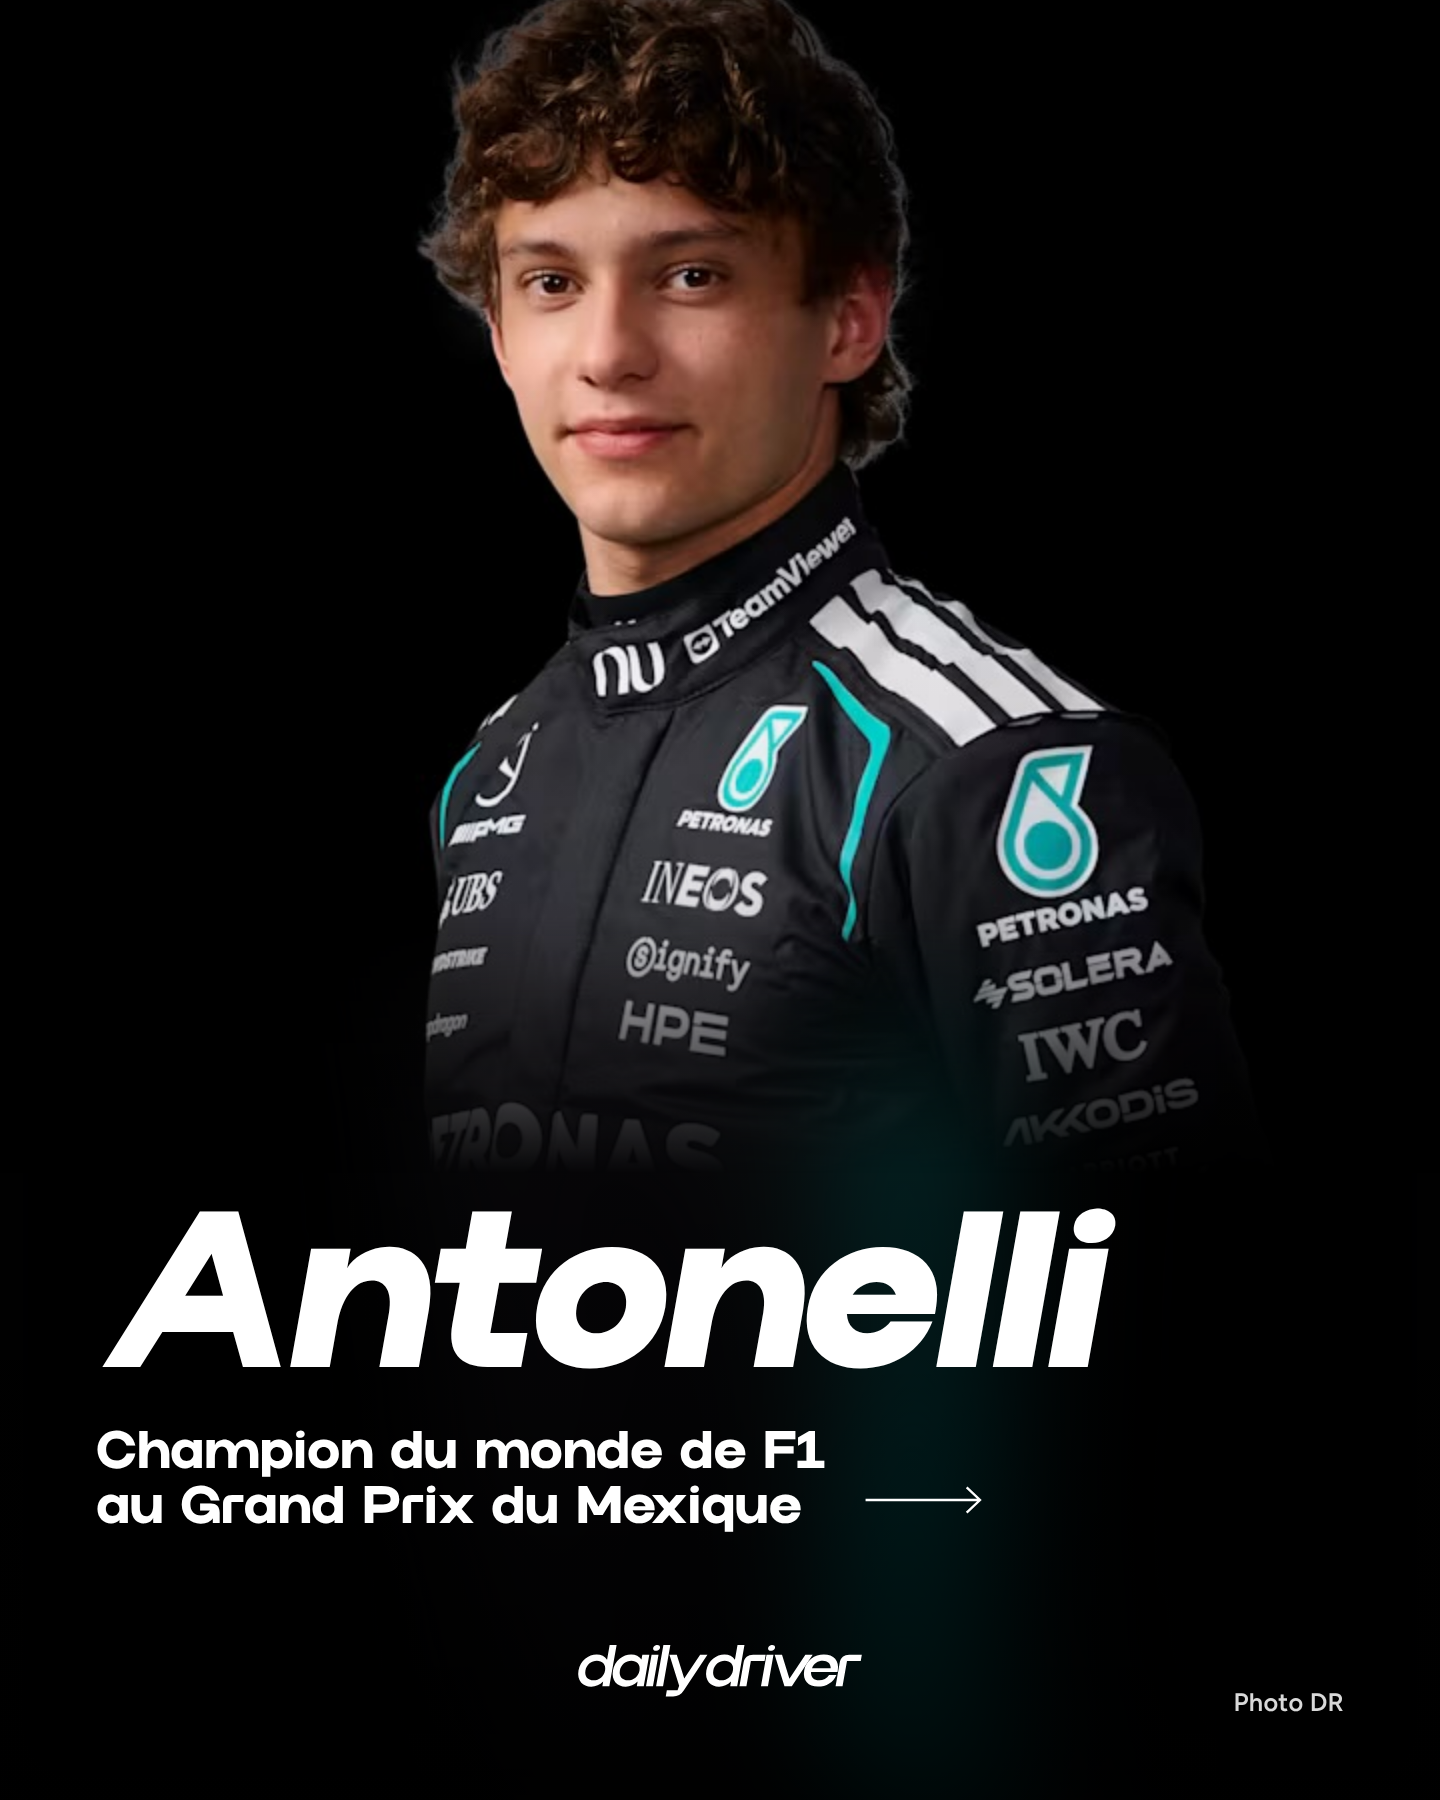 TeamViewer
nu
PETRONAS
AMG
UBS
INEOS
Signify
HPE
PETRONAS
SOLERA
IWC
AKKODiS
Antonelli
Champion du monde de F1
au Grand Prix du Mexique
dailydriver
Photo DR